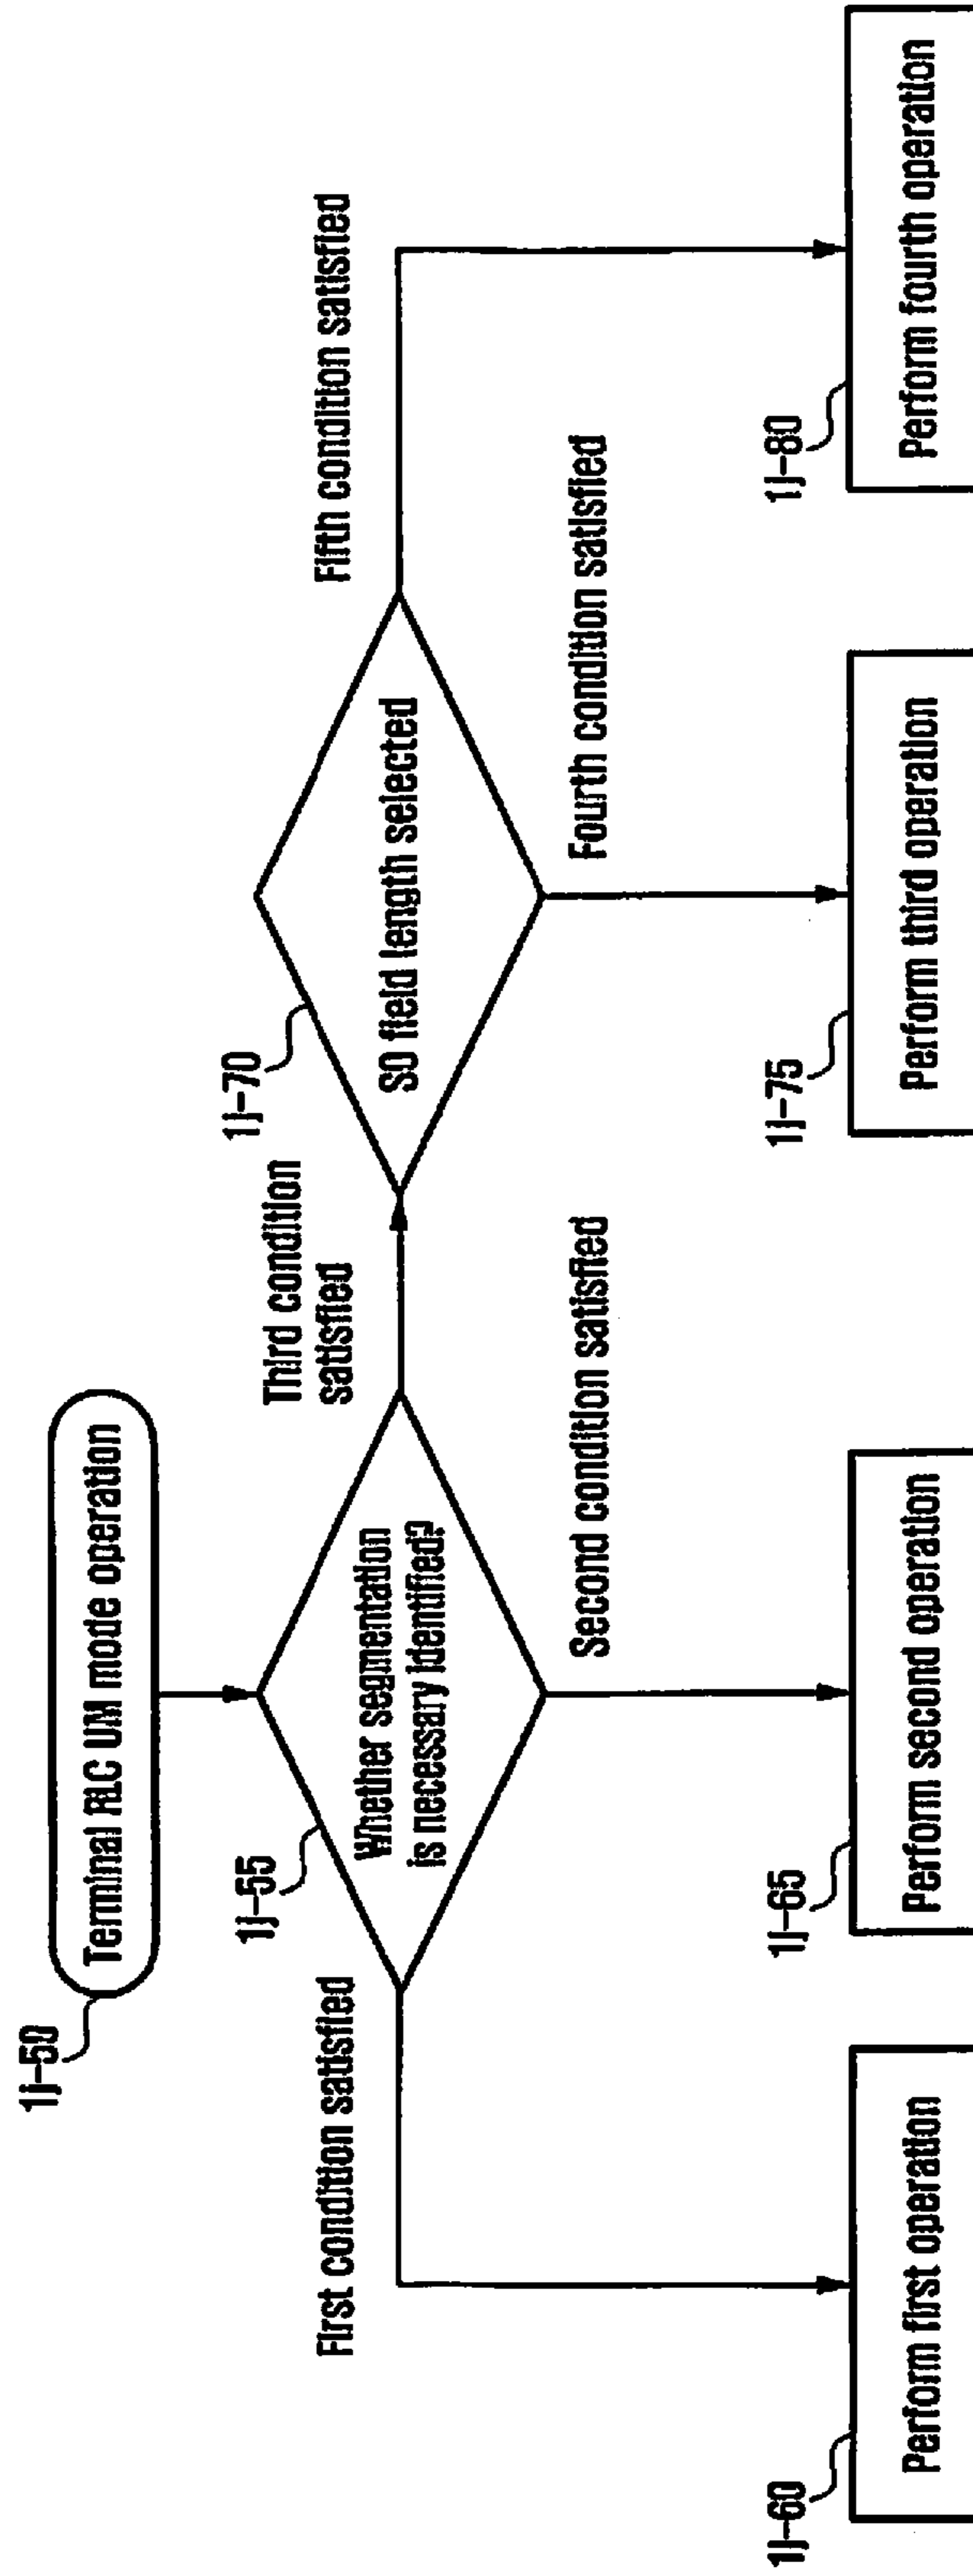 1j-50
Terminal RLC UM mode operation
1j-55
Whether segmentation
is necessary identified?
First condition satisfied
Second condition satisfied
Third condition
satisfied
1j-70
SO field length selected
Fourth condition satisfied
Fifth condition satisfied
1j-60
Perform first operation
1j-65
Perform second operation
1j-75
Perform third operation
1j-80
Perform fourth operation